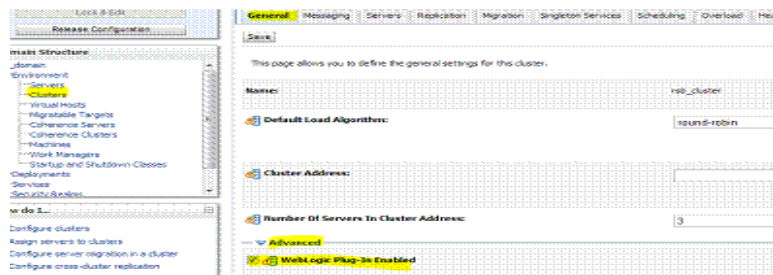 Lock & Edit
Release Configuration
main Structure
_domain
Environment
Servers
Clusters
Virtual Hosts
Migratable Targets
Coherence Servers
Coherence Clusters
Machines
Work Managers
Startup and Shutdown Classes
Deployments
Services
Security Realms
w do I...
Configure clusters
Assign servers to clusters
Configure server migration in a cluster
Configure cross-cluster replication
General Messaging Servers Replication Migration Singleton Services Scheduling Overload Hea
Save
This page allows you to define the general settings for this cluster.
Name: _cluster
Default Load Algorithm: round-robin
Cluster Address:
Number Of Servers In Cluster Address: 3
Advanced
WebLogic Plug-In Enabled